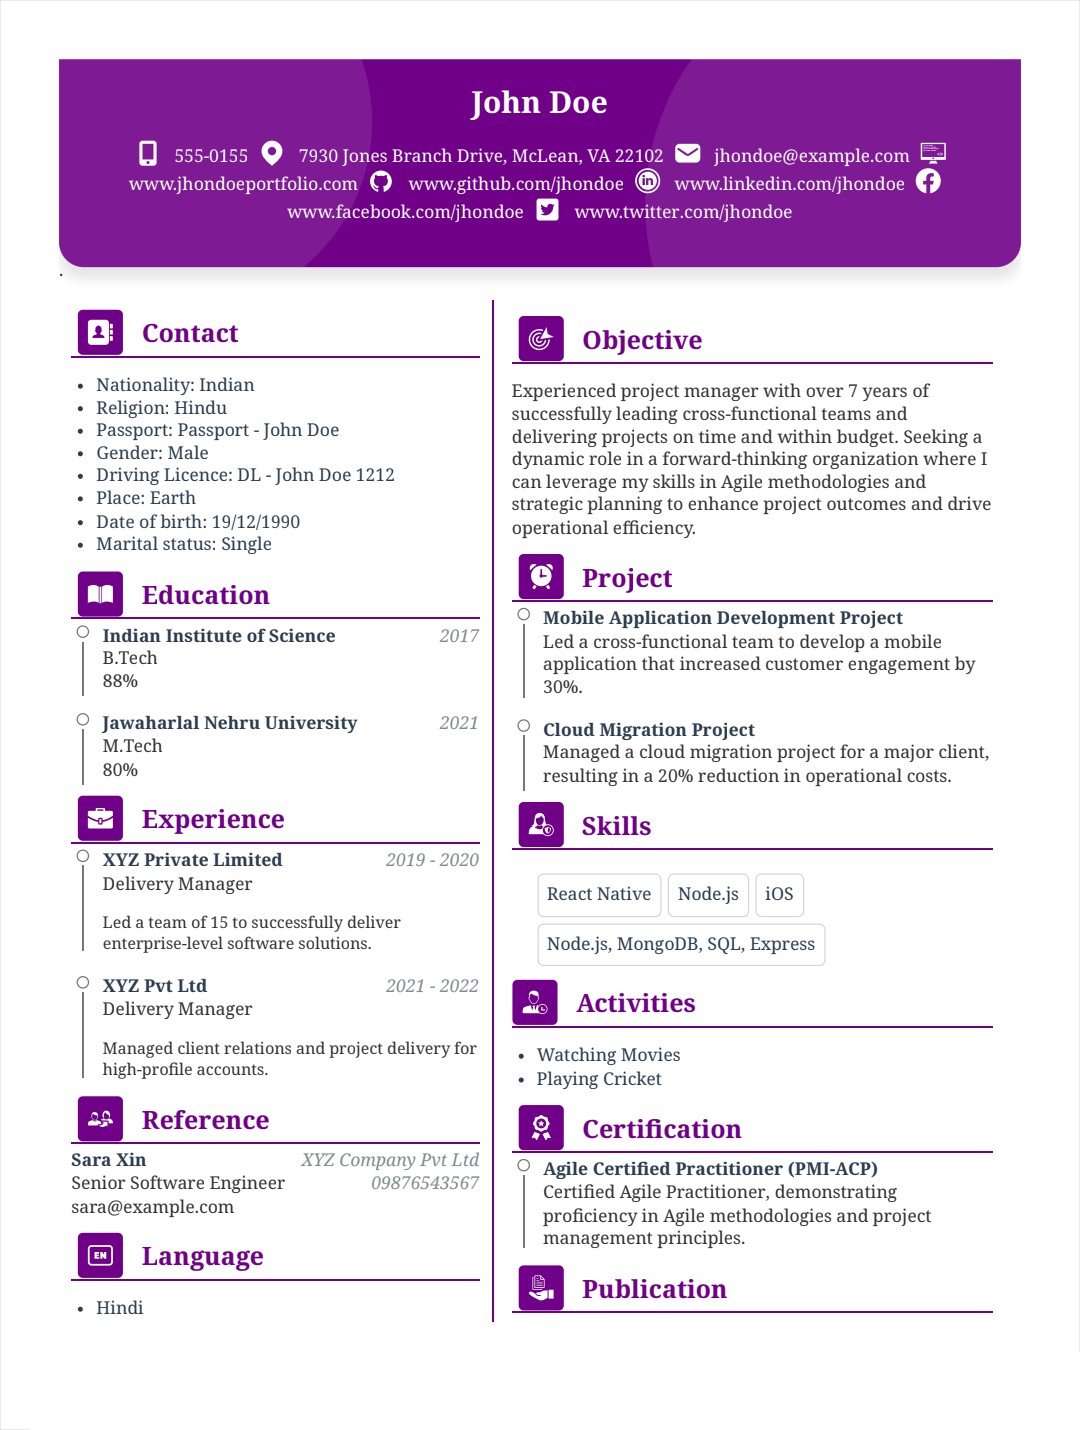 John Doe
555-0155 7930 Jones Branch Drive, McLean, VA 22102 jhondoe@example.com
www.jhondoeportfolio.com www.github.com/jhondoe www.linkedin.com/jhondoe
www.facebook.com/jhondoe www.twitter.com/jhondoe
.
Contact
• Nationality: Indian
• Religion: Hindu
• Passport: Passport - John Doe
• Gender: Male
• Driving Licence: DL - John Doe 1212
• Place: Earth
• Date of birth: 19/12/1990
• Marital status: Single
Education
Indian Institute of Science 2017
B.Tech
88%
Jawaharlal Nehru University 2021
M.Tech
80%
Experience
XYZ Private Limited 2019 - 2020
Delivery Manager
Led a team of 15 to successfully deliver
enterprise-level software solutions.
XYZ Pvt Ltd 2021 - 2022
Delivery Manager
Managed client relations and project delivery for
high-profile accounts.
Reference
Sara Xin XYZ Company Pvt Ltd
Senior Software Engineer 09876543567
sara@example.com
EN Language
• Hindi
Objective
Experienced project manager with over 7 years of
successfully leading cross-functional teams and
delivering projects on time and within budget. Seeking a
dynamic role in a forward-thinking organization where I
can leverage my skills in Agile methodologies and
strategic planning to enhance project outcomes and drive
operational efficiency.
Project
Mobile Application Development Project
Led a cross-functional team to develop a mobile
application that increased customer engagement by
30%.
Cloud Migration Project
Managed a cloud migration project for a major client,
resulting in a 20% reduction in operational costs.
Skills
React Native Node.js iOS
Node.js, MongoDB, SQL, Express
Activities
• Watching Movies
• Playing Cricket
Certification
Agile Certified Practitioner (PMI-ACP)
Certified Agile Practitioner, demonstrating
proficiency in Agile methodologies and project
management principles.
Publication